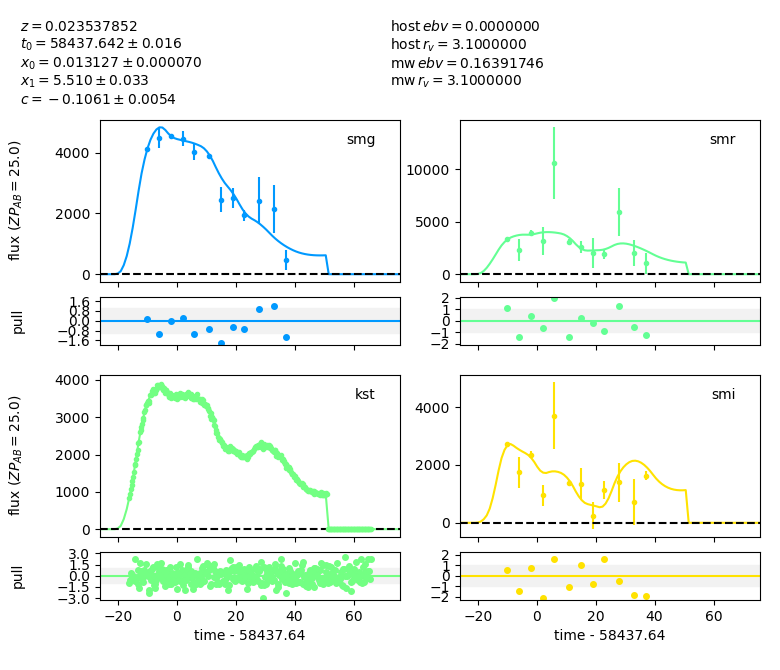 z = 0.023537852
t₀ = 58437.642 ± 0.016
x₀ = 0.013127 ± 0.000070
x₁ = 5.510 ± 0.033
c = −0.1061 ± 0.0054
host ebv = 0.0000000
host r_v = 3.1000000
mw ebv = 0.16391746
mw r_v = 3.1000000
flux (ZP_AB = 25.0)
4000
2000
0
smg
10000
5000
0
smr
pull
1.6
0.8
0.0
−0.8
−1.6
2
1
0
−1
−2
flux (ZP_AB = 25.0)
4000
3000
2000
1000
0
kst
4000
2000
0
smi
pull
3.0
1.5
0.0
−1.5
−3.0
2
1
0
−1
−2
−20 0 20 40 60
−20 0 20 40 60
time - 58437.64
time - 58437.64